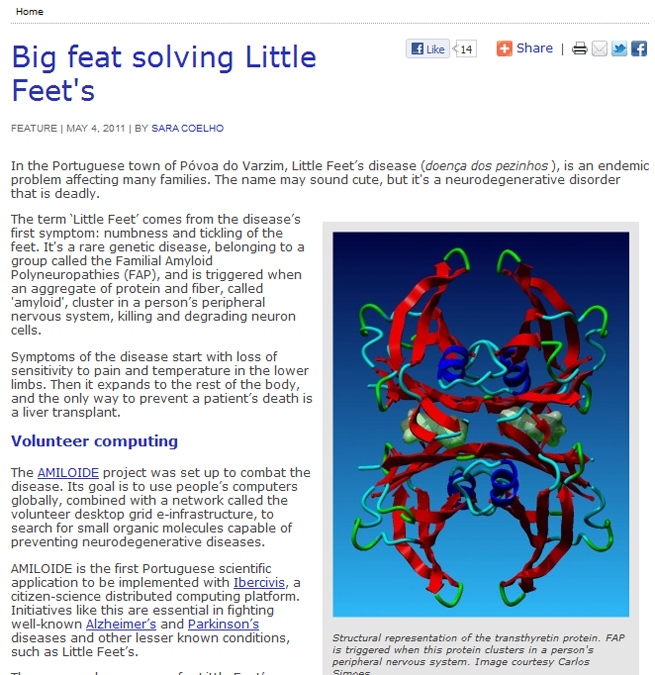 Home
Big feat solving Little
Feet's
Like 14 Share |
FEATURE | MAY 4, 2011 | BY SARA COELHO
In the Portuguese town of Póvoa do Varzim, Little Feet's disease (doença dos pezinhos ), is an endemic
problem affecting many families. The name may sound cute, but it's a neurodegenerative disorder
that is deadly.
The term 'Little Feet' comes from the disease's
first symptom: numbness and tickling of the
feet. It's a rare genetic disease, belonging to a
group called the Familial Amyloid
Polyneuropathies (FAP), and is triggered when
an aggregate of protein and fiber, called
'amyloid', cluster in a person's peripheral
nervous system, killing and degrading neuron
cells.
Symptoms of the disease start with loss of
sensitivity to pain and temperature in the lower
limbs. Then it expands to the rest of the body,
and the only way to prevent a patient's death is
a liver transplant.
Volunteer computing
The AMILOIDE project was set up to combat the
disease. Its goal is to use people's computers
globally, combined with a network called the
volunteer desktop grid e-infrastructure, to
search for small organic molecules capable of
preventing neurodegenerative diseases.
AMILOIDE is the first Portuguese scientific
application to be implemented with Ibercivis, a
citizen-science distributed computing platform.
Initiatives like this are essential in fighting
well-known Alzheimer's and Parkinson's
diseases and other lesser known conditions,
such as Little Feet's.
Structural representation of the transthyretin protein. FAP
is triggered when this protein clusters in a person's
peripheral nervous system. Image courtesy Carlos